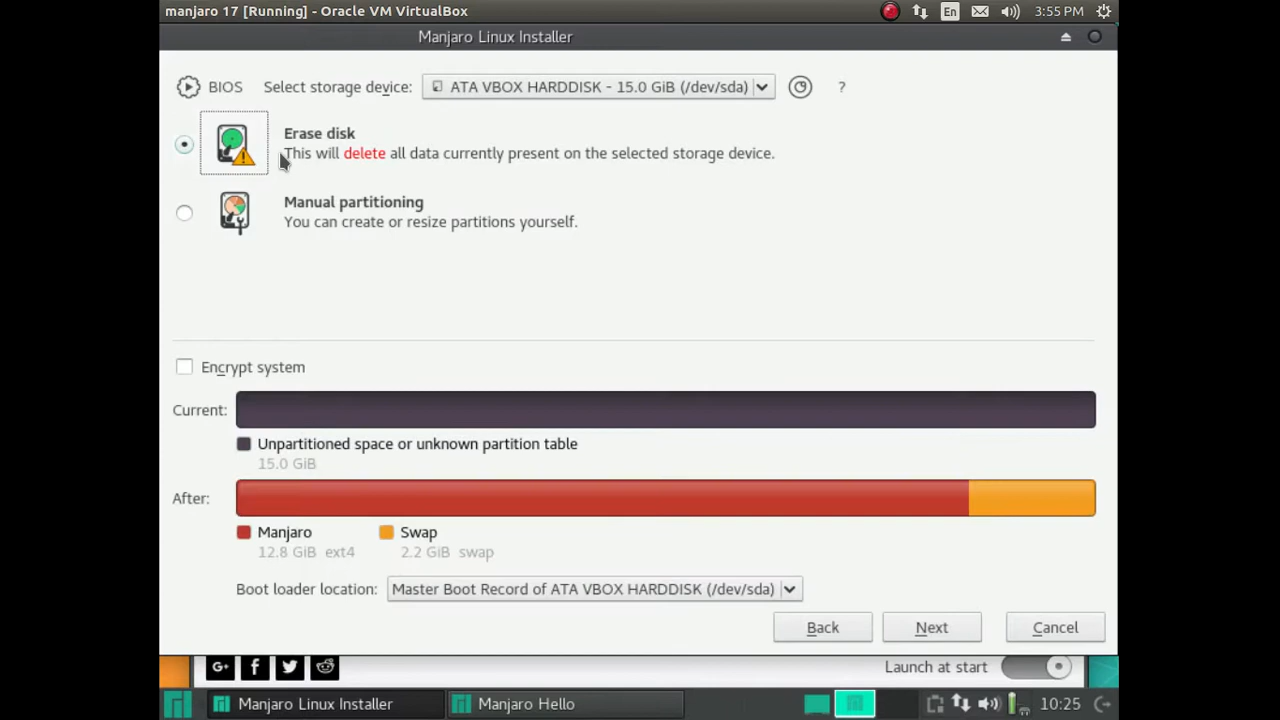 manjaro 17 [Running] - Oracle VM VirtualBox
En
3:55 PM
Manjaro Linux Installer
BIOS
Select storage device:
ATA VBOX HARDDISK - 15.0 GiB (/dev/sda)
?
Erase disk
This will delete all data currently present on the selected storage device.
Manual partitioning
You can create or resize partitions yourself.
Encrypt system
Current:
Unpartitioned space or unknown partition table
15.0 GiB
After:
Manjaro
Swap
12.8 GiB ext4
2.2 GiB swap
Boot loader location:
Master Boot Record of ATA VBOX HARDDISK (/dev/sda)
Back
Next
Cancel
G+
f
Launch at start
Manjaro Linux Installer
Manjaro Hello
10:25